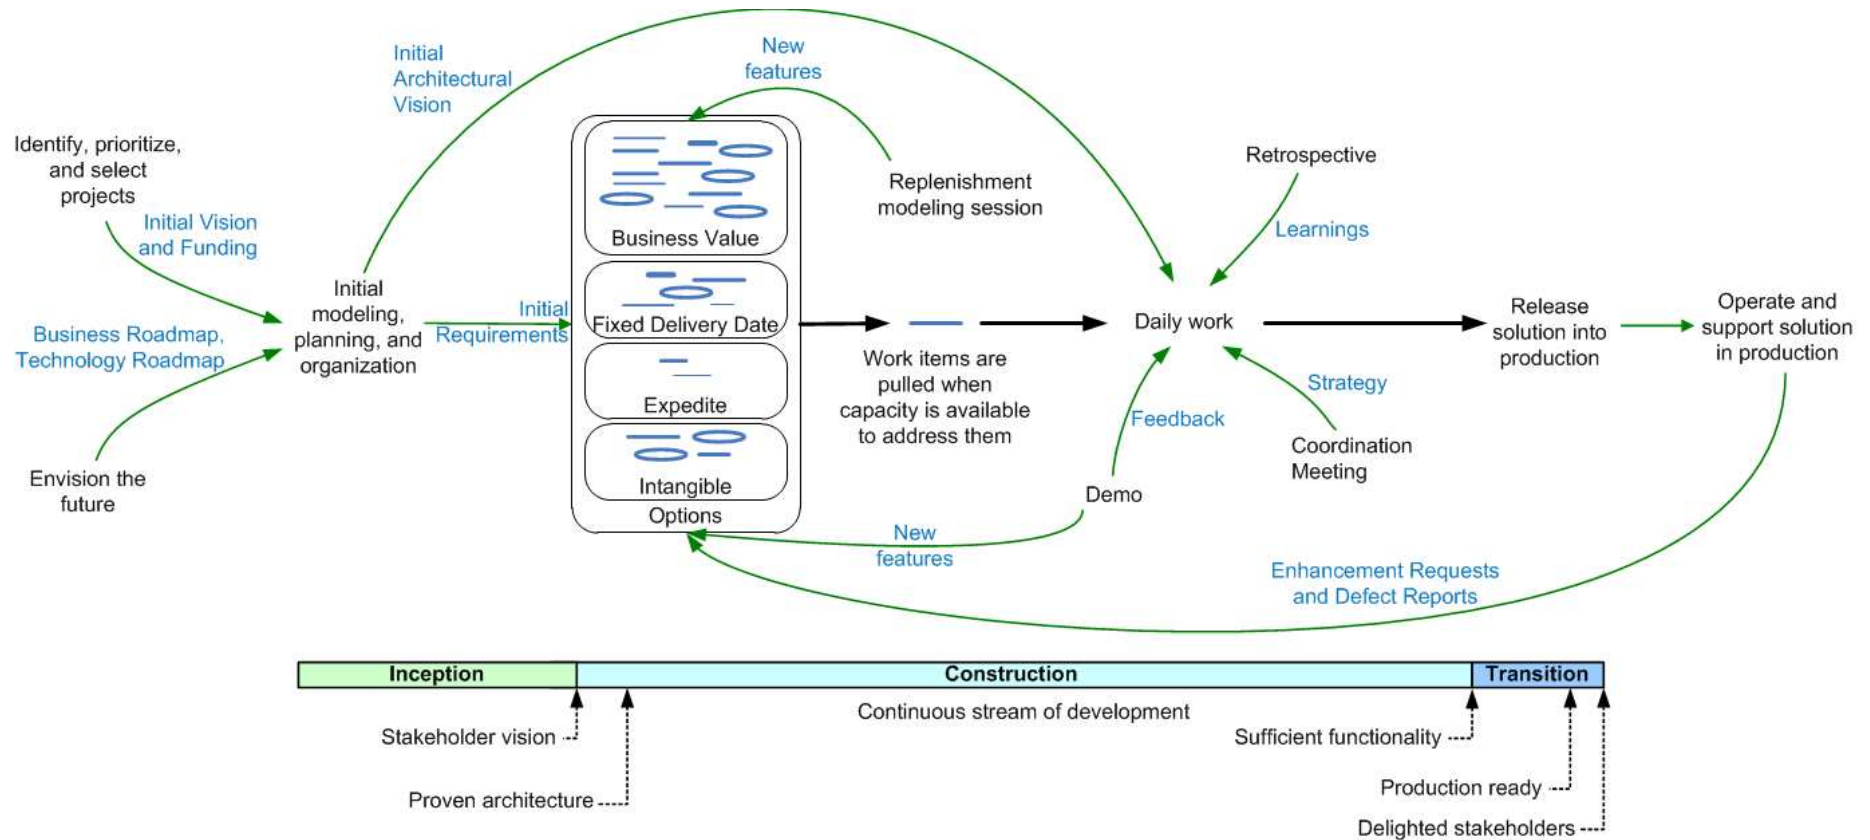 Initial
Architectural
Vision
New
features
Identify, prioritize,
and select
projects
Initial Vision
and Funding
Business Roadmap,
Technology Roadmap
Envision the
future
Initial
modeling,
planning, and
organization
Initial
Requirements
Business Value
Fixed Delivery Date
Expedite
Intangible
Options
Replenishment
modeling session
Work items are
pulled when
capacity is available
to address them
Retrospective
Learnings
Daily work
Strategy
Coordination
Meeting
Feedback
Demo
New
features
Release
solution into
production
Operate and
support solution
in production
Enhancement Requests
and Defect Reports
Inception
Construction
Transition
Continuous stream of development
Stakeholder vision
Proven architecture
Sufficient functionality
Production ready
Delighted stakeholders